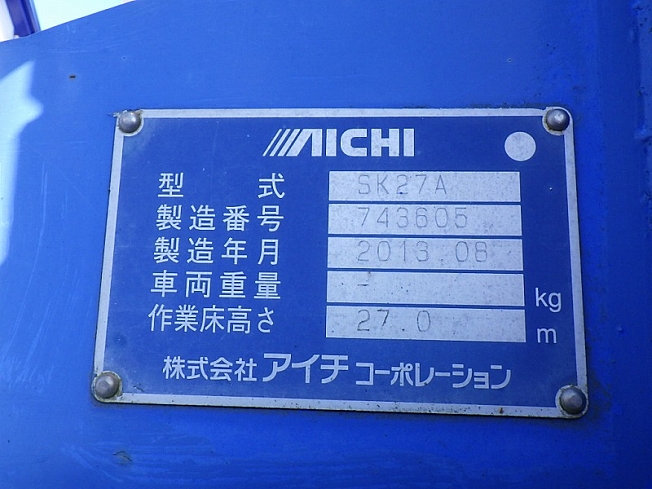 AICHI
型式 SK27A
製造番号 743605
製造年月 2013.08
車両重量 - kg
作業床高さ 27.0 m
株式会社アイチコーポレーション